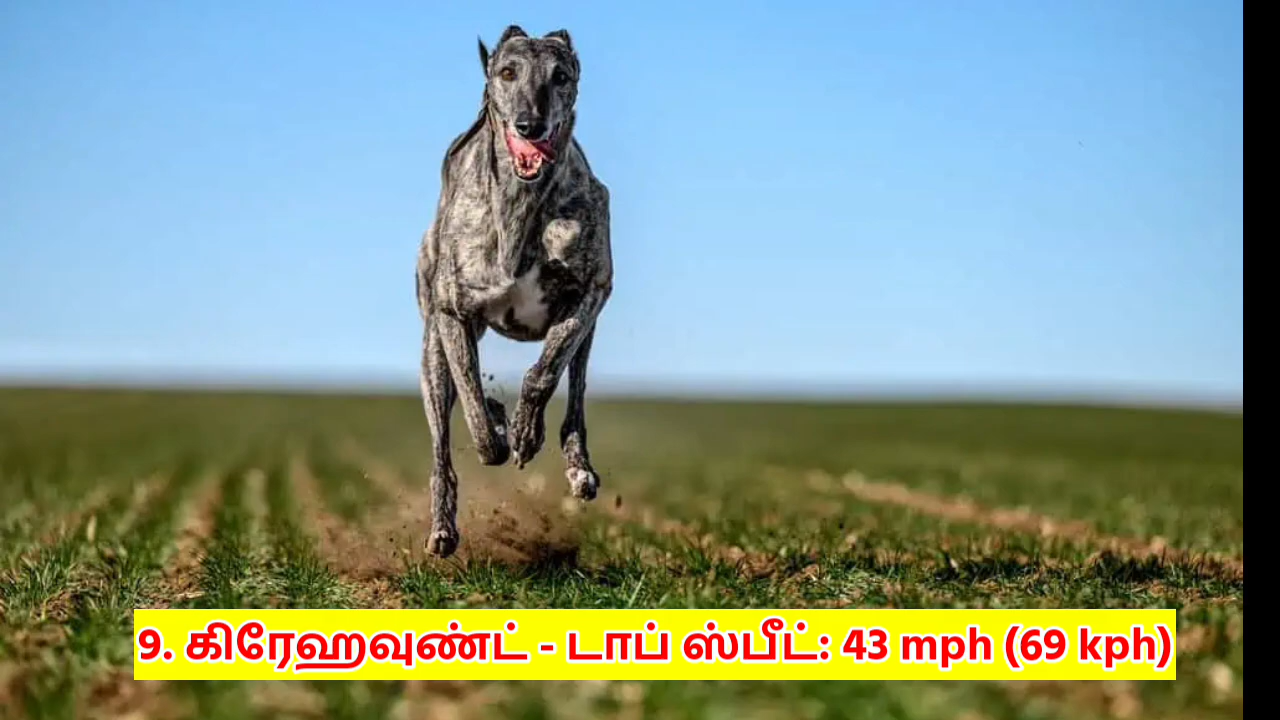 9. கிரேஹவுண்ட் - டாப் ஸ்பீட்: 43 mph (69 kph)